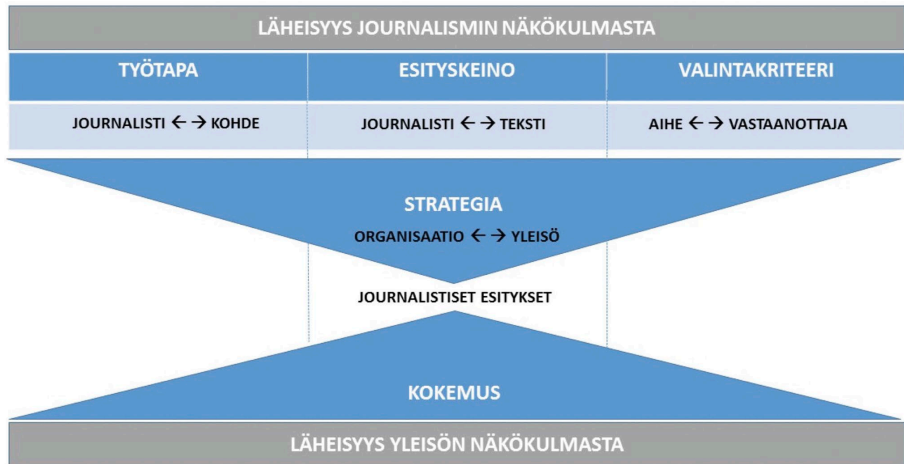 LÄHEISYYS JOURNALISMIN NÄKÖKULMASTA
TYÖTAPA
ESITYSKEINO
VALINTAKRITEERI
JOURNALISTI ← → KOHDE
JOURNALISTI ← → TEKSTI
AIHE ← → VASTAANOTTAJA
STRATEGIA
ORGANISAATIO ← → YLEISÖ
JOURNALISTISET ESITYKSET
KOKEMUS
LÄHEISYYS YLEISÖN NÄKÖKULMASTA